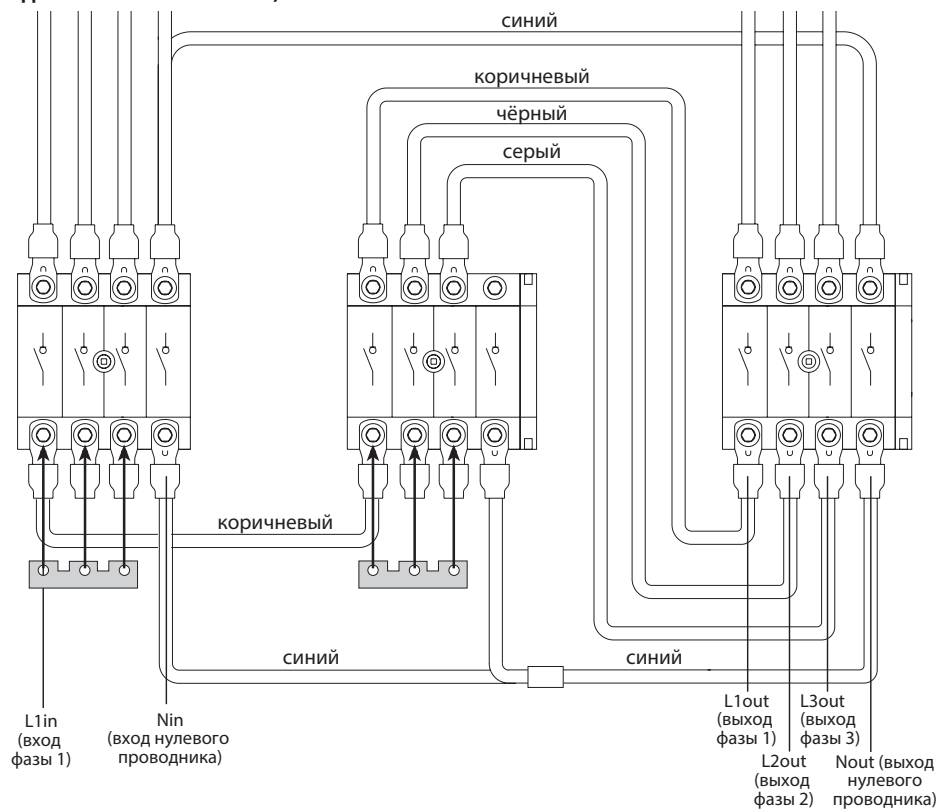 синий
коричневый
чёрный
серый
коричневый
синий
синий
L1in
(вход
фазы 1)
Nin
(вход нулевого
проводника)
L1out
(выход
фазы 1)
L2out
(выход
фазы 2)
L3out
(выход
фазы 3)
Nout (выход
нулевого
проводника)